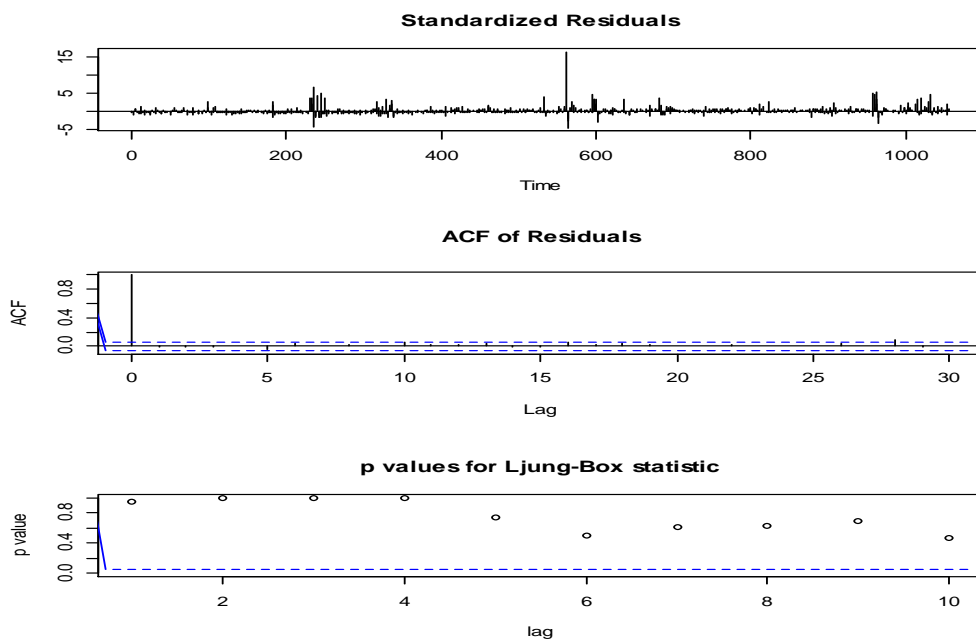 Standardized Residuals
15
5
-5
0 200 400 600 800 1000
Time
ACF of Residuals
ACF
0.8
0.4
0.0
0 5 10 15 20 25 30
Lag
p values for Ljung-Box statistic
p value
0.8
0.4
0.0
2 4 6 8 10
lag